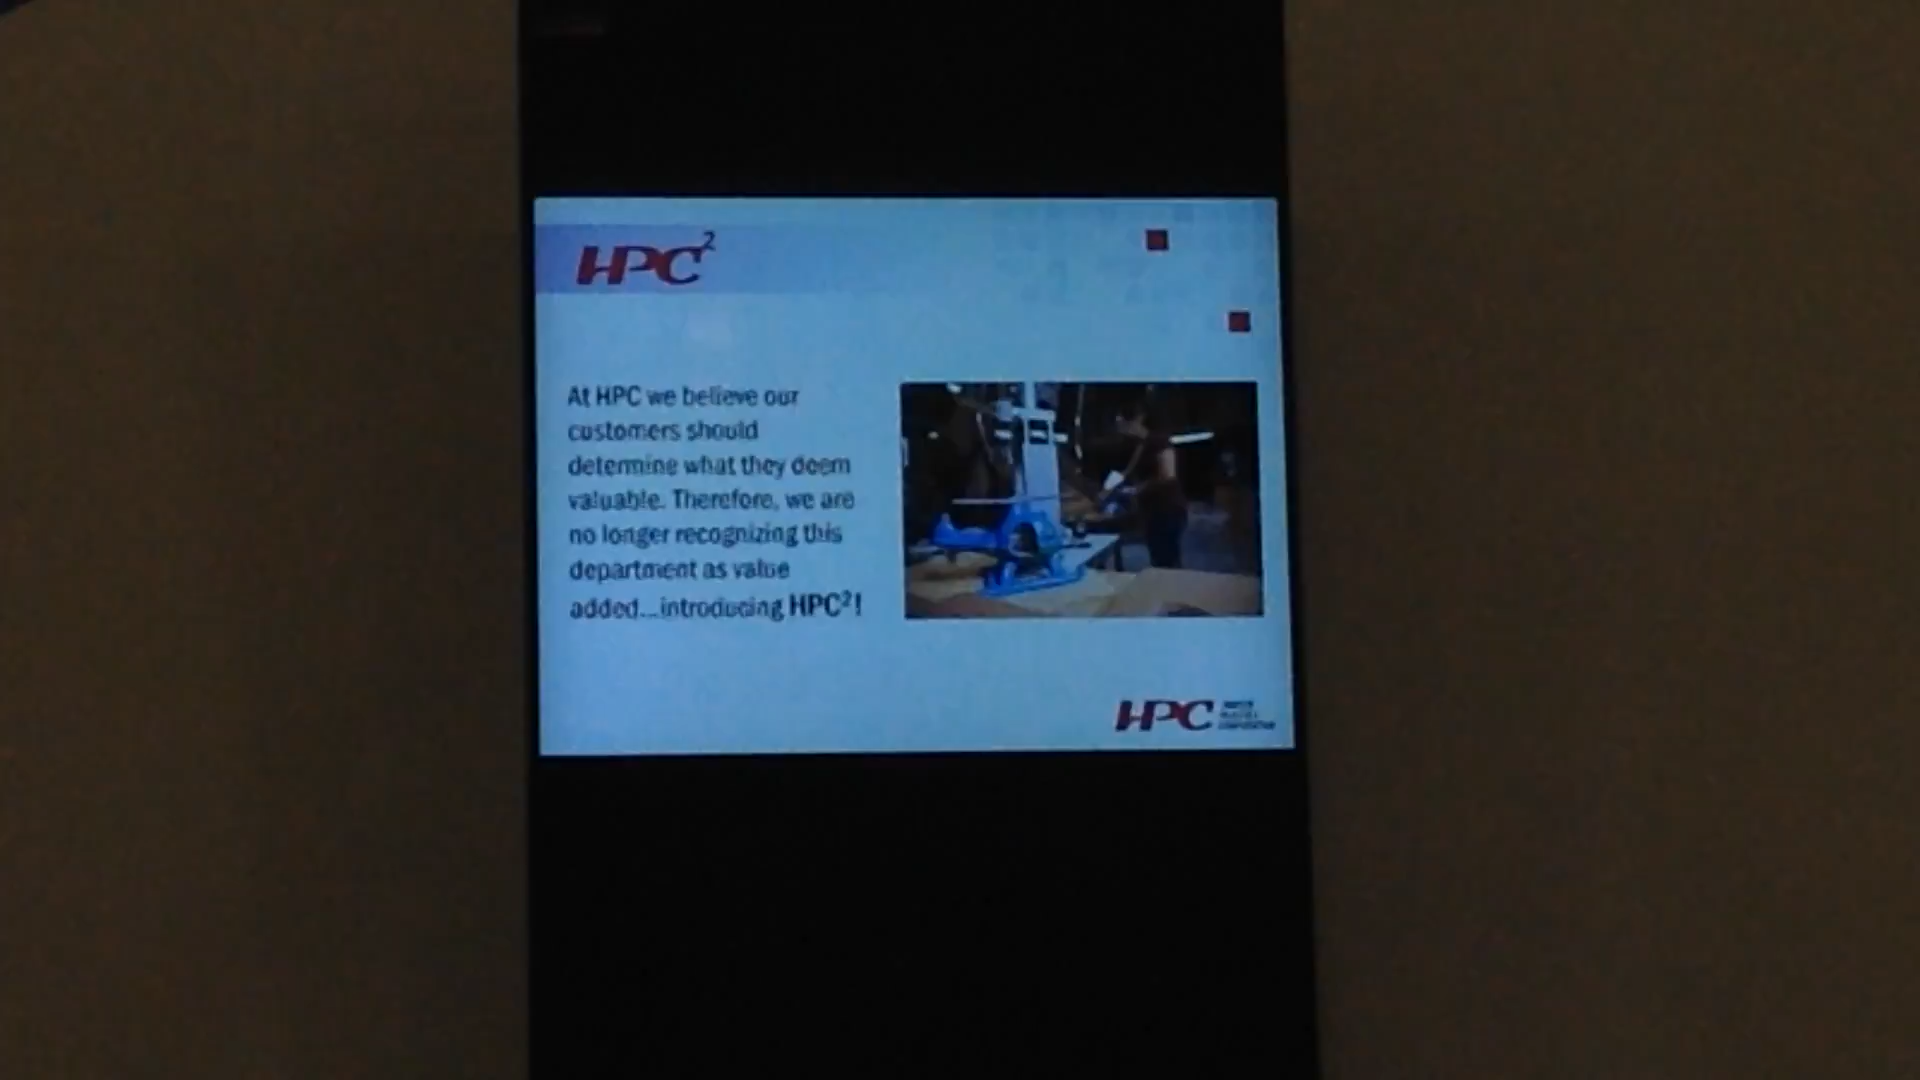 HPC²
At HPC we believe our
customers should
determine what they deem
valuable. Therefore, we are
no longer recognizing this
department as value
added...introducing HPC²!
HPC